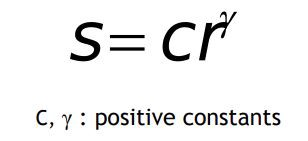 s = cr^γ
C, γ : positive constants